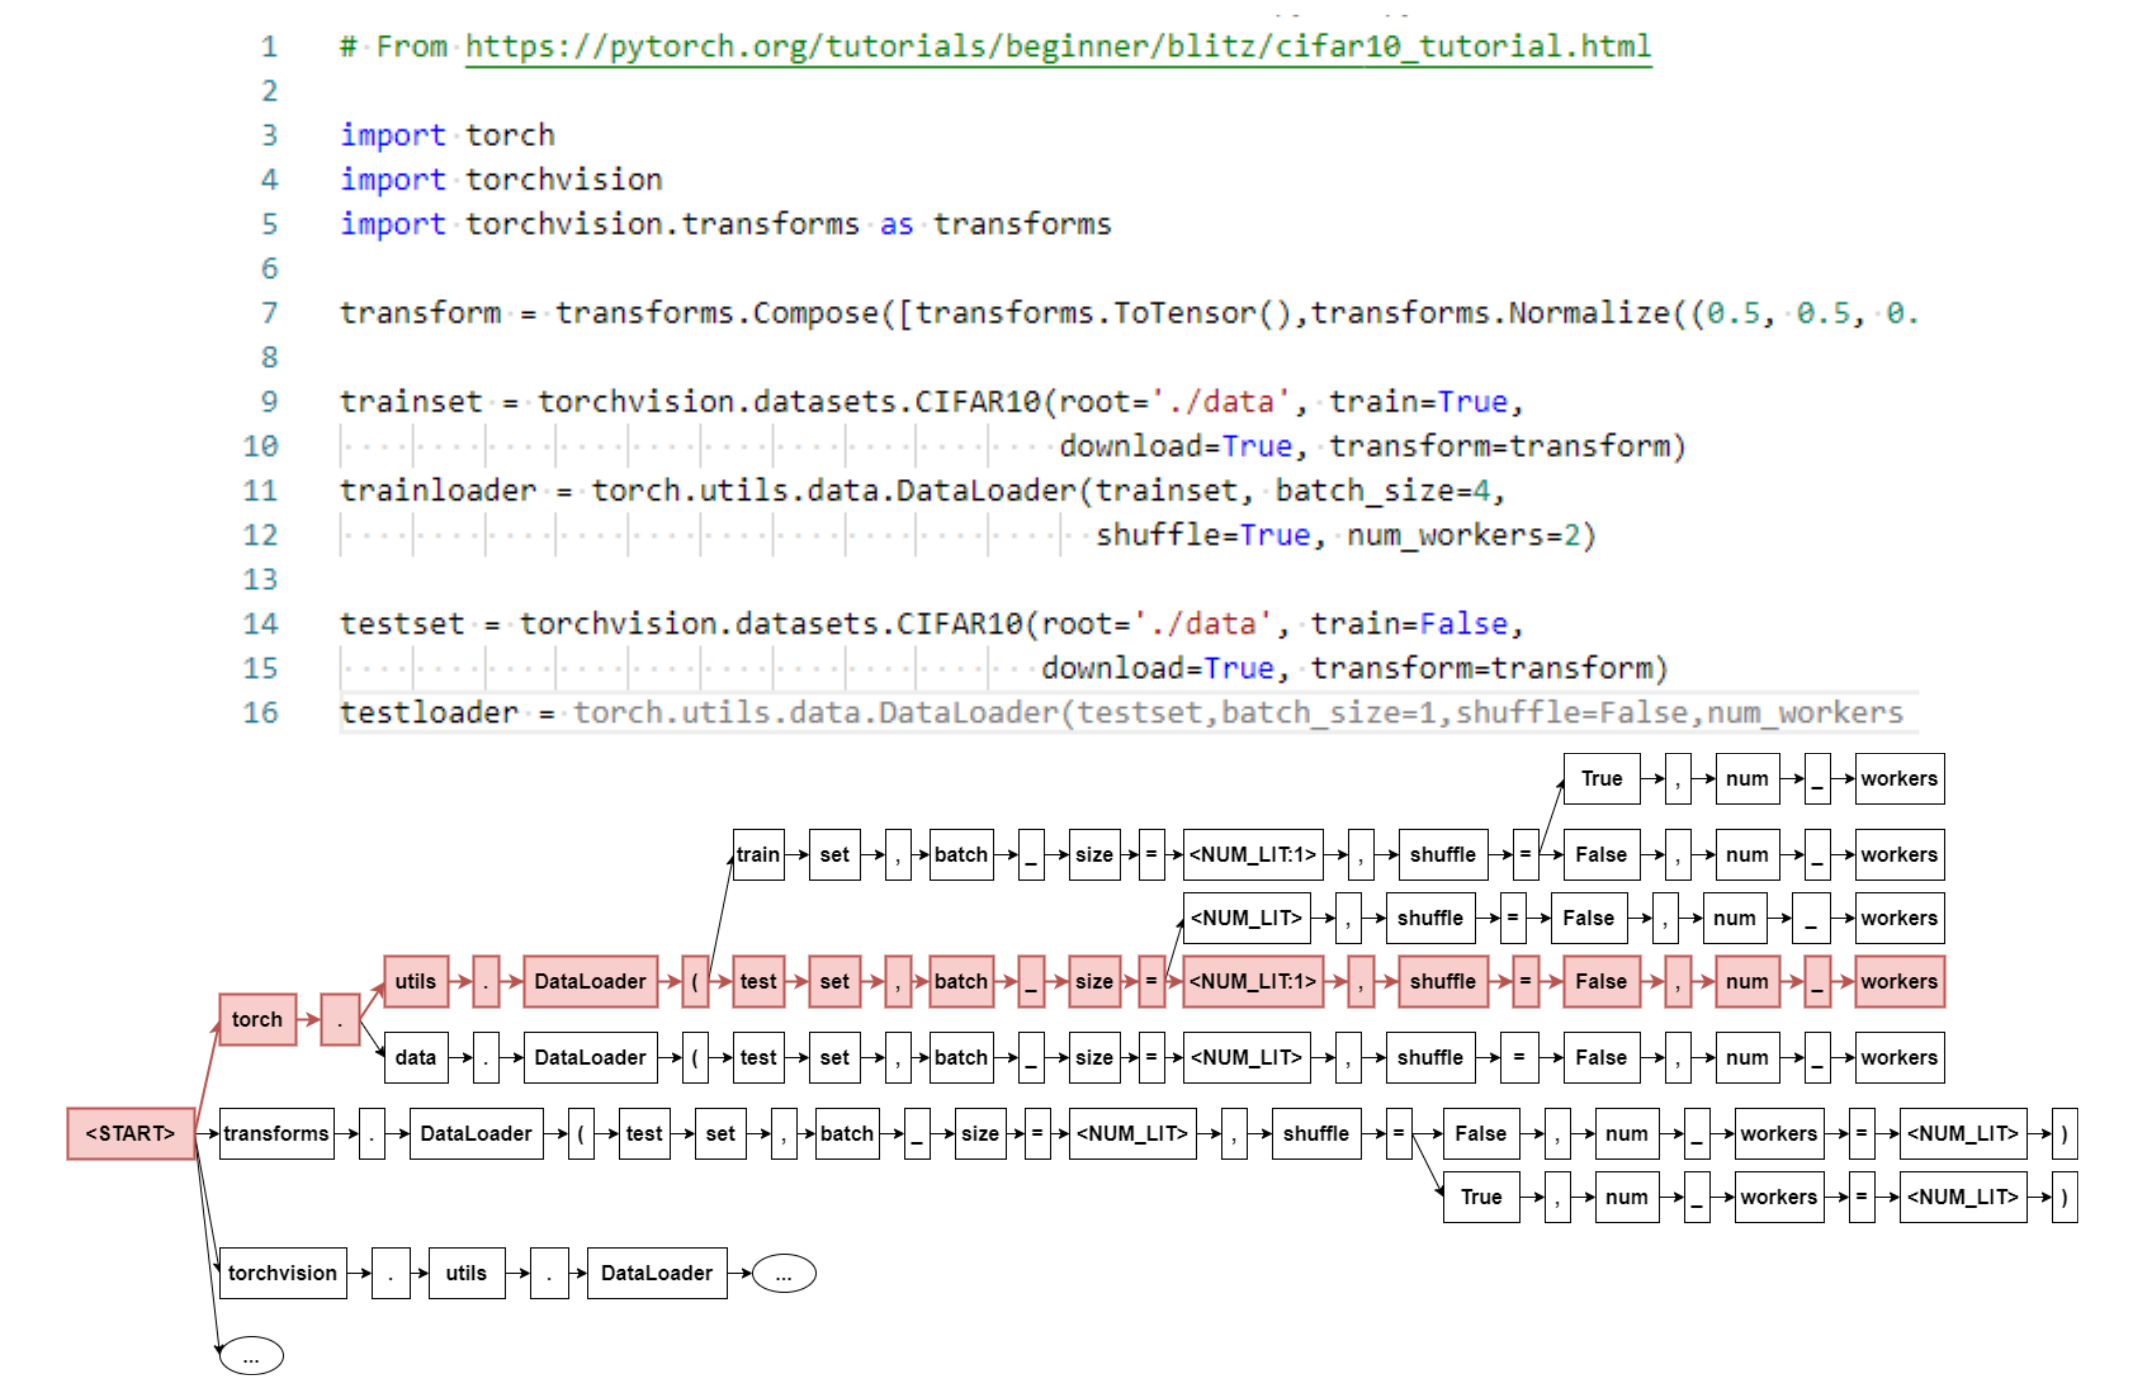 1 # From https://pytorch.org/tutorials/beginner/blitz/cifar10_tutorial.html
2
3 import torch
4 import torchvision
5 import torchvision.transforms as transforms
6
7 transform = transforms.Compose([transforms.ToTensor(),transforms.Normalize((0.5, 0.5, 0.
8
9 trainset = torchvision.datasets.CIFAR10(root='./data', train=True,
10 download=True, transform=transform)
11 trainloader = torch.utils.data.DataLoader(trainset, batch_size=4,
12 shuffle=True, num_workers=2)
13
14 testset = torchvision.datasets.CIFAR10(root='./data', train=False,
15 download=True, transform=transform)
16 testloader = torch.utils.data.DataLoader(testset,batch_size=1,shuffle=False,num_workers
True , num _ workers
train set , batch _ size = <NUM_LIT:1> , shuffle = False , num _ workers
<NUM_LIT> , shuffle = False , num _ workers
utils . DataLoader ( test set , batch _ size = <NUM_LIT:1> , shuffle = False , num _ workers
torch .
data . DataLoader ( test set , batch _ size = <NUM_LIT> , shuffle = False , num _ workers
<START> transforms . DataLoader ( test set , batch _ size = <NUM_LIT> , shuffle = False , num _ workers = <NUM_LIT> )
True , num _ workers = <NUM_LIT> )
torchvision . utils . DataLoader ...
...